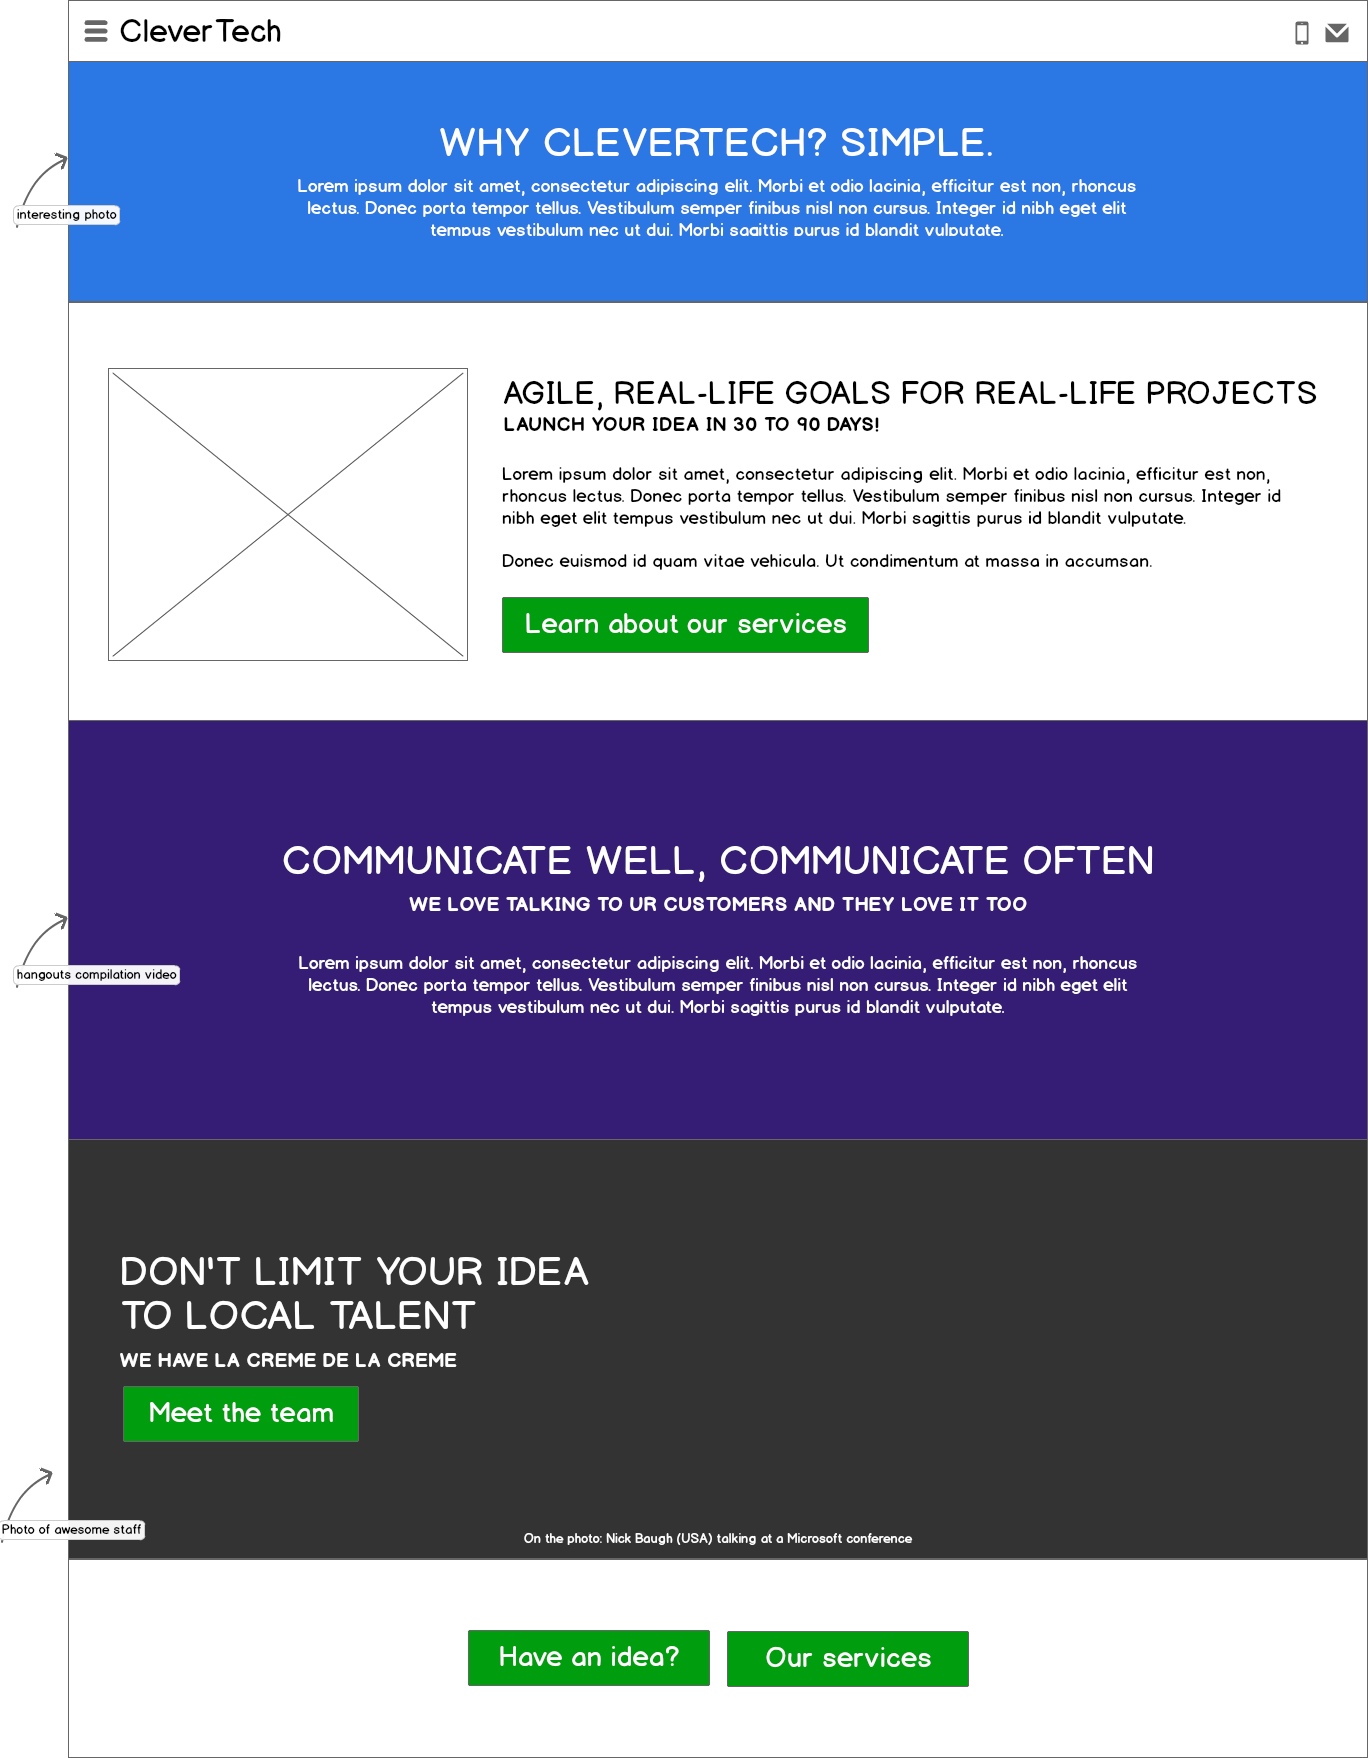 CleverTech
WHY CLEVERTECH? SIMPLE.
Lorem ipsum dolor sit amet, consectetur adipiscing elit. Morbi et odio lacinia, efficitur est non, rhoncus
lectus. Donec porta tempor tellus. Vestibulum semper finibus nisl non cursus. Integer id nibh eget elit
tempus vestibulum nec ut dui. Morbi sagittis purus id blandit vulputate.
interesting photo
AGILE, REAL-LIFE GOALS FOR REAL-LIFE PROJECTS
LAUNCH YOUR IDEA IN 30 TO 90 DAYS!
Lorem ipsum dolor sit amet, consectetur adipiscing elit. Morbi et odio lacinia, efficitur est non,
rhoncus lectus. Donec porta tempor tellus. Vestibulum semper finibus nisl non cursus. Integer id
nibh eget elit tempus vestibulum nec ut dui. Morbi sagittis purus id blandit vulputate.
Donec euismod id quam vitae vehicula. Ut condimentum at massa in accumsan.
Learn about our services
COMMUNICATE WELL, COMMUNICATE OFTEN
WE LOVE TALKING TO UR CUSTOMERS AND THEY LOVE IT TOO
Lorem ipsum dolor sit amet, consectetur adipiscing elit. Morbi et odio lacinia, efficitur est non, rhoncus
lectus. Donec porta tempor tellus. Vestibulum semper finibus nisl non cursus. Integer id nibh eget elit
tempus vestibulum nec ut dui. Morbi sagittis purus id blandit vulputate.
hangouts compilation video
DON'T LIMIT YOUR IDEA
TO LOCAL TALENT
WE HAVE LA CREME DE LA CREME
Meet the team
Photo of awesome staff
On the photo: Nick Baugh (USA) talking at a Microsoft conference
Have an idea?
Our services